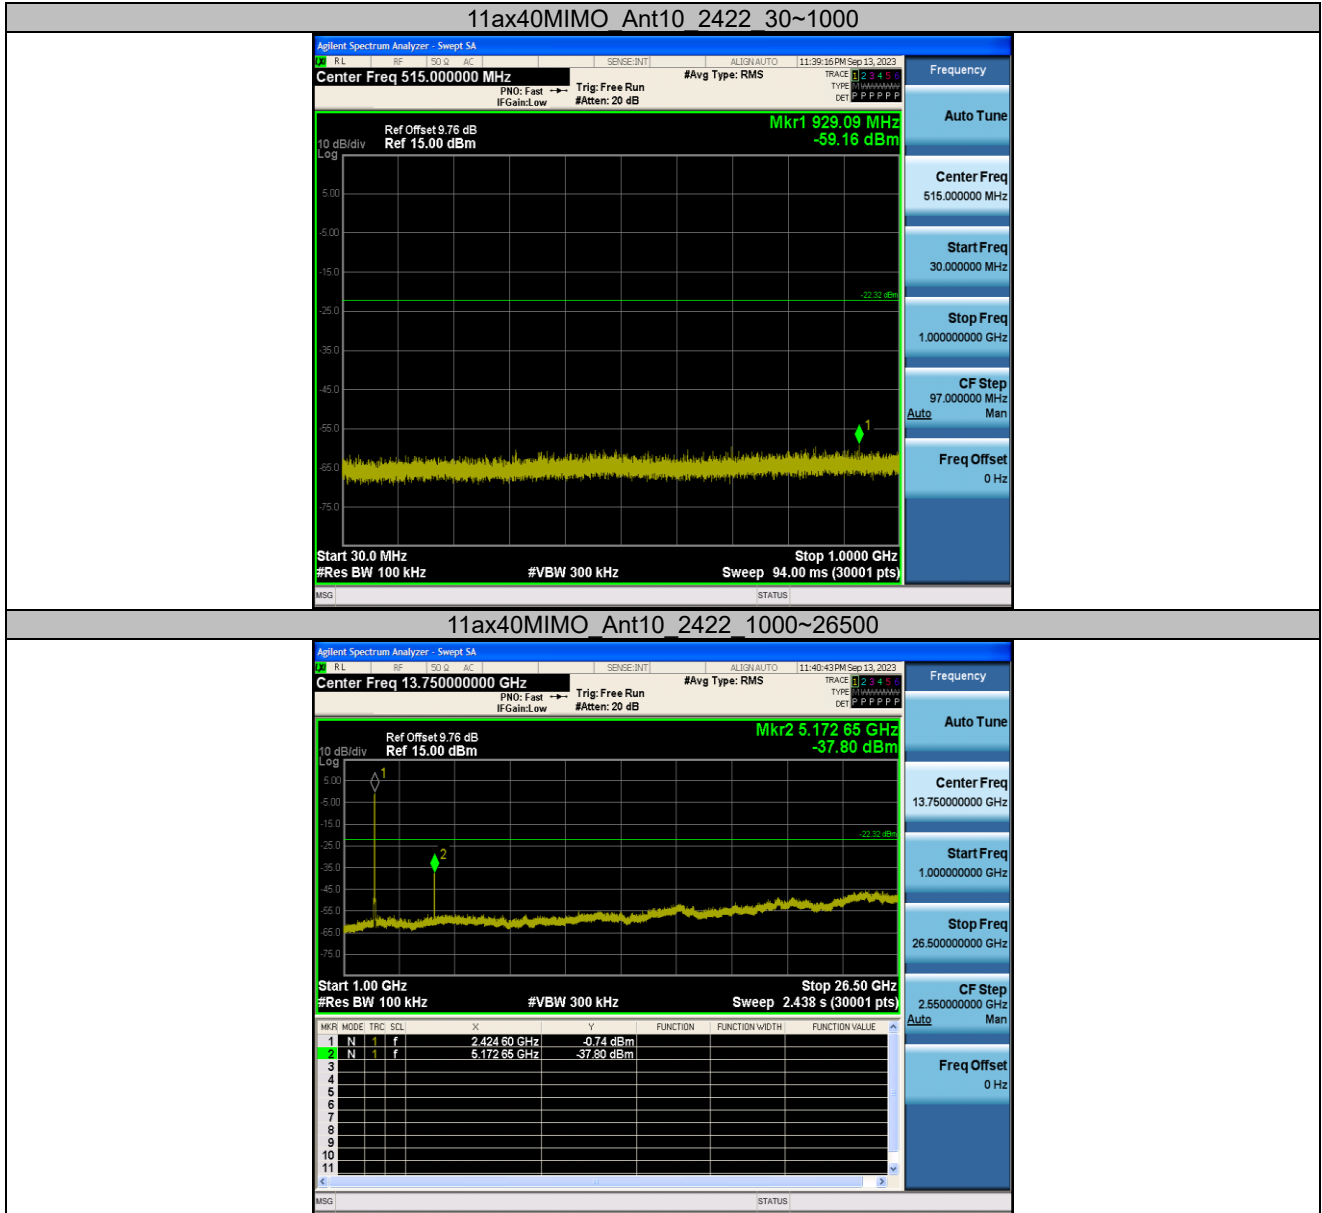 11ax40MIMO_Ant10_2422_30~1000
Agilent Spectrum Analyzer - Swept SA
LXI RL RF 50 Ω AC SENSE:INT ALIGN AUTO 11:39:16 PM Sep 13, 2023
Center Freq 515.000000 MHz #Avg Type: RMS TRACE 1 2 3 4 5 6
PNO: Fast Trig: Free Run TYPE MWWWWW
IFGain:Low #Atten: 20 dB DET P P P P P P
Mkr1 929.09 MHz
-59.16 dBm
Ref Offset 9.76 dB
10 dB/div Ref 15.00 dBm
Log
5.00
-5.00
-15.0
-22.32 dBm
-25.0
-35.0
-45.0
-55.0
1
-65.0
-75.0
Start 30.0 MHz Stop 1.0000 GHz
#Res BW 100 kHz #VBW 300 kHz Sweep 94.00 ms (30001 pts)
MSG STATUS
Frequency
Auto Tune
Center Freq
515.000000 MHz
Start Freq
30.000000 MHz
Stop Freq
1.000000000 GHz
CF Step
97.000000 MHz
Auto Man
Freq Offset
0 Hz
11ax40MIMO_Ant10_2422_1000~26500
Agilent Spectrum Analyzer - Swept SA
LXI RL RF 50 Ω AC SENSE:INT ALIGN AUTO 11:40:43 PM Sep 13, 2023
Center Freq 13.750000000 GHz #Avg Type: RMS TRACE 1 2 3 4 5 6
PNO: Fast Trig: Free Run TYPE MWWWWW
IFGain:Low #Atten: 20 dB DET P P P P P P
Mkr2 5.172 65 GHz
-37.80 dBm
Ref Offset 9.76 dB
10 dB/div Ref 15.00 dBm
Log
1
5.00
-5.00
-15.0
-22.32 dBm
-25.0
2
-35.0
-45.0
-55.0
-65.0
-75.0
Start 1.00 GHz Stop 26.50 GHz
#Res BW 100 kHz #VBW 300 kHz Sweep 2.438 s (30001 pts)
MKR MODE TRC SCL X Y FUNCTION FUNCTION WIDTH FUNCTION VALUE
1 N 1 f 2.424 60 GHz -0.74 dBm
2 N 1 f 5.172 65 GHz -37.80 dBm
3
4
5
6
7
8
9
10
11
MSG STATUS
Frequency
Auto Tune
Center Freq
13.750000000 GHz
Start Freq
1.000000000 GHz
Stop Freq
26.500000000 GHz
CF Step
2.550000000 GHz
Auto Man
Freq Offset
0 Hz